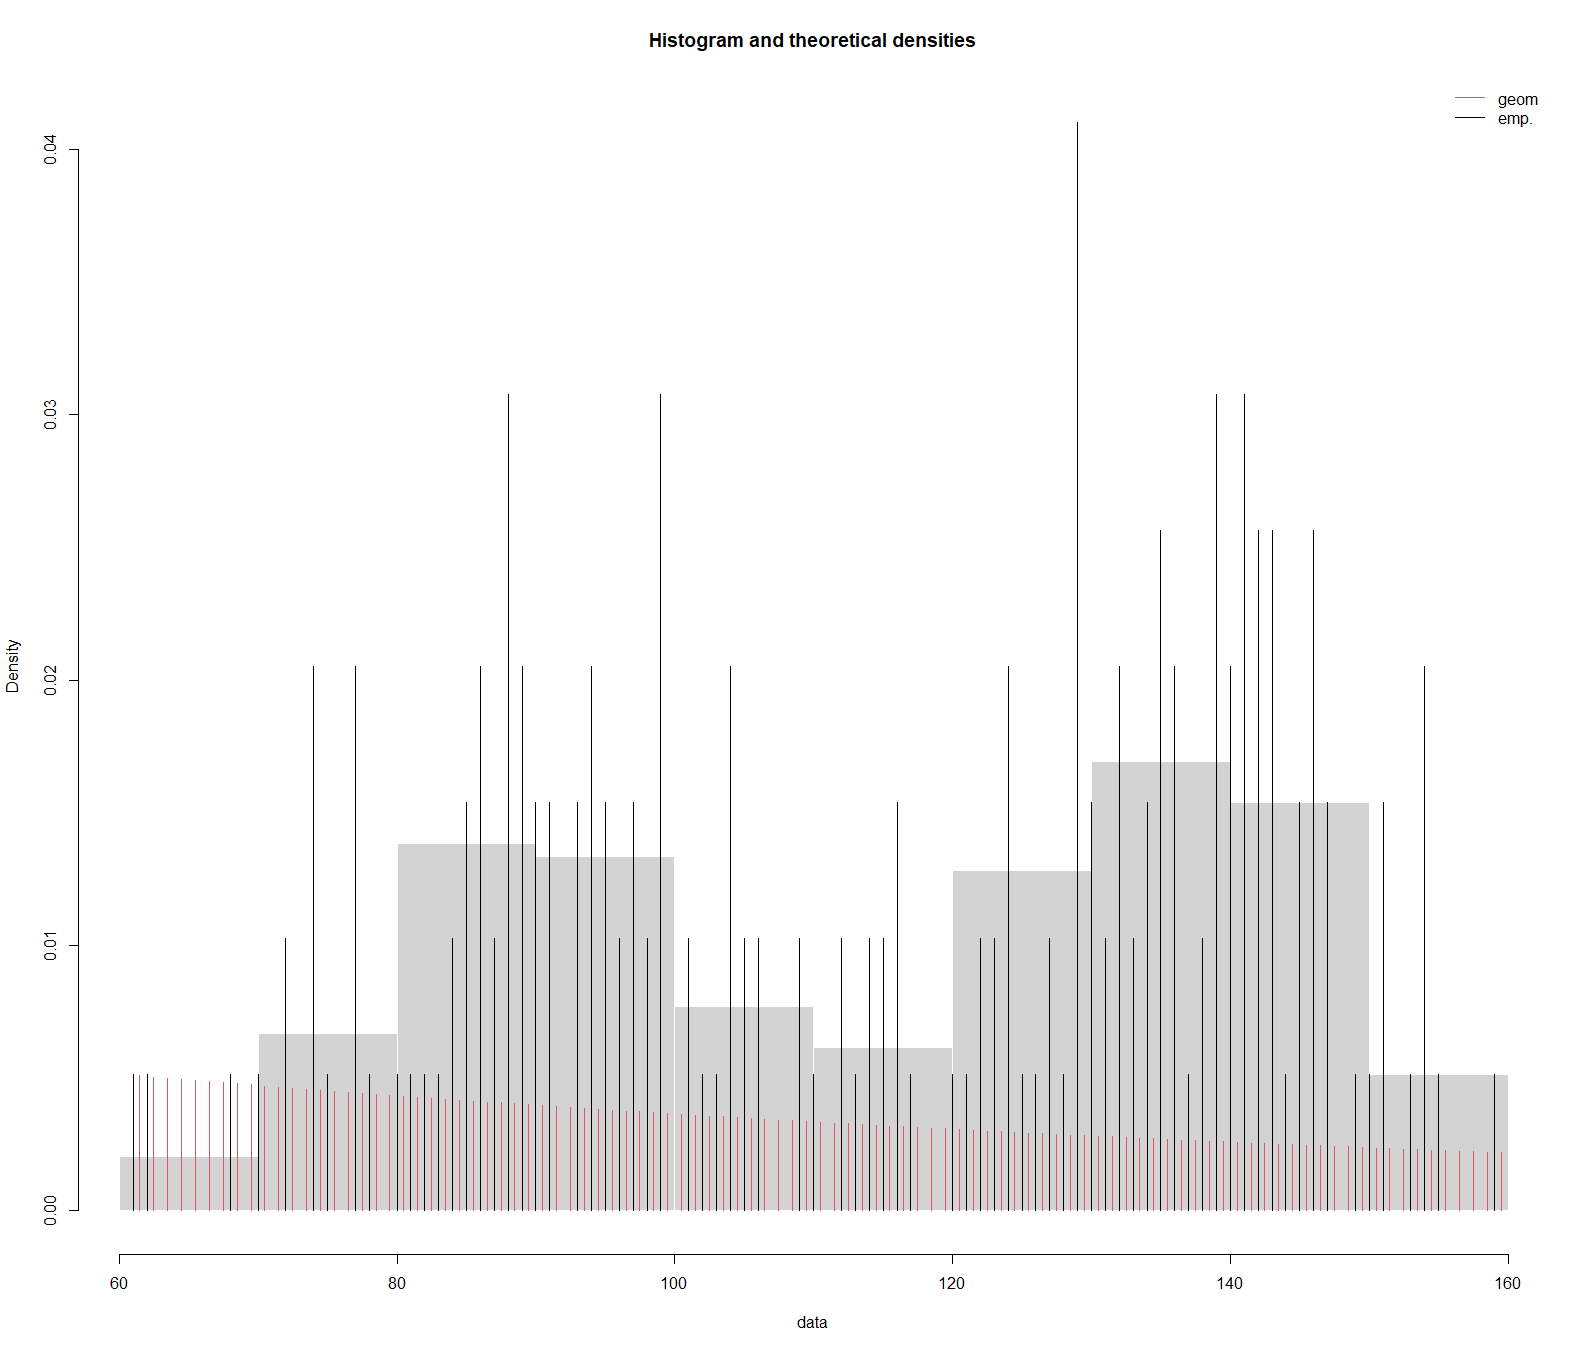 Histogram and theoretical densities
geom
emp.
0.04
0.03
0.02
0.01
0.00
Density
60 80 100 120 140 160
data